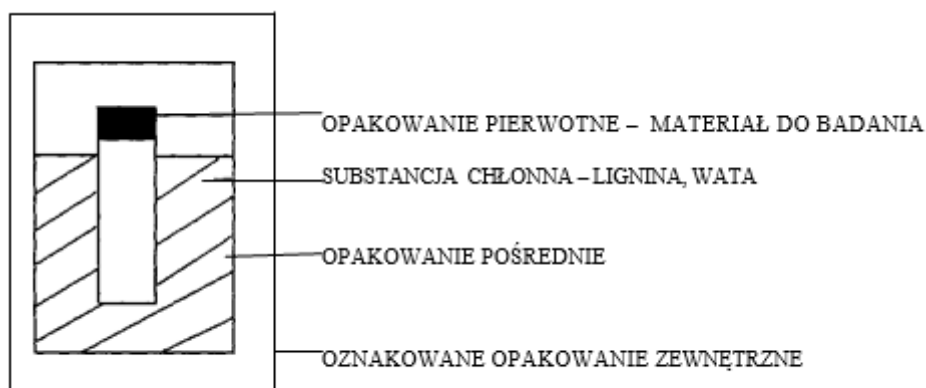 OPAKOWANIE PIERWOTNE – MATERIAŁ DO BADANIA
SUBSTANCJA CHŁONNA – LIGNINA, WATA
OPAKOWANIE POŚREDNIE
OZNAKOWANE OPAKOWANIE ZEWNĘTRZNE